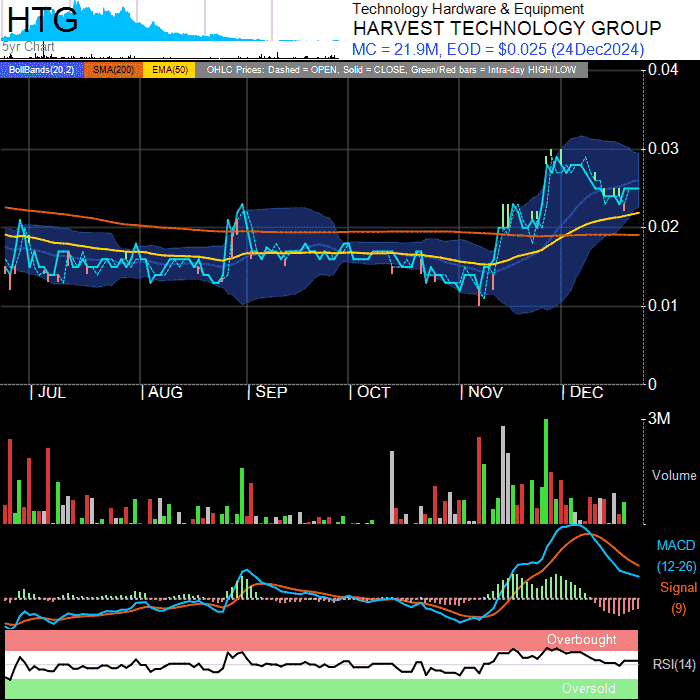 HTG
5yr Chart
Technology Hardware & Equipment
HARVEST TECHNOLOGY GROUP
MC = 21.9M, EOD = $0.025 (24Dec2024)
BollBands(20,2) SMA(200) EMA(50) OHLC Prices: Dashed = OPEN, Solid = CLOSE, Green/Red bars = Intra-day HIGH/LOW
0.04
0.03
0.02
0.01
0
| JUL | AUG | SEP | OCT | NOV | DEC
3M
Volume
MACD
(12-26)
Signal
(9)
Overbought
RSI(14)
Oversold